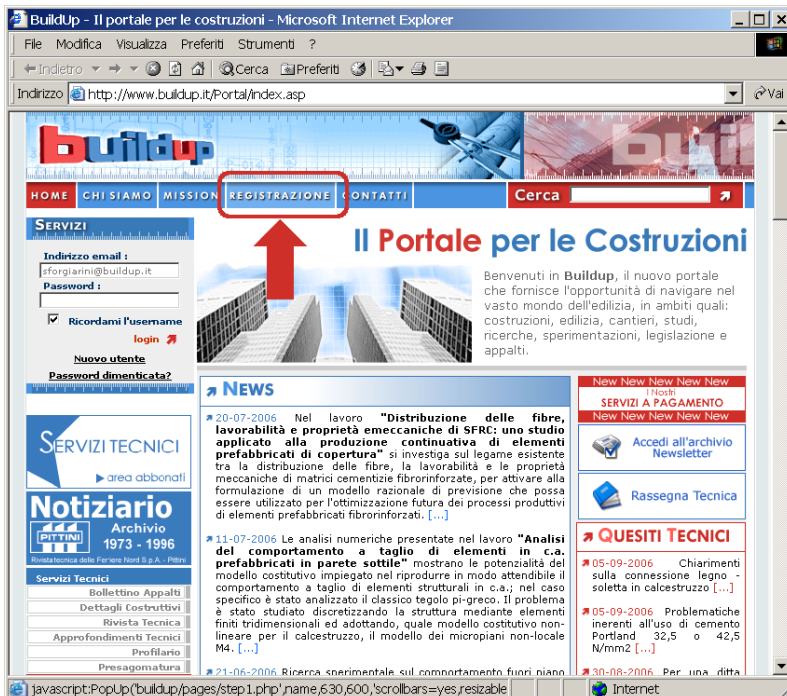 BuildUp - Il portale per le costruzioni - Microsoft Internet Explorer
File Modifica Visualizza Preferiti Strumenti ?
Indietro Cerca Preferiti
Indirizzo http://www.buildup.it/Portal/index.asp Vai
buildup buil
HOME CHI SIAMO MISSION REGISTRAZIONE CONTATTI Cerca
SERVIZI
Indirizzo email :
sforgiarini@buildup.it
Password :
Ricordami l'username
login
Nuovo utente
Password dimenticata?
SERVIZI TECNICI
area abbonati
Notiziario
PITTINI
Archivio
1973 - 1996
Rivista tecnica delle Ferriere Nord S.p.A. - Pittini
Servizi Tecnici
Bollettino Appalti
Dettagli Costruttivi
Rivista Tecnica
Approfondimenti Tecnici
Profilario
Presagomatura
Il Portale per le Costruzioni
Benvenuti in Buildup, il nuovo portale
che fornisce l'opportunità di navigare nel
vasto mondo dell'edilizia, in ambiti quali:
costruzioni, edilizia, cantieri, studi,
ricerche, sperimentazioni, legislazione e
appalti.
NEWS
20-07-2006 Nel lavoro "Distribuzione delle fibre,
lavorabilità e proprietà emeccaniche di SFRC: uno studio
applicato alla produzione continuativa di elementi
prefabbricati di copertura" si investiga sul legame esistente
tra la distribuzione delle fibre, la lavorabilità e le proprietà
meccaniche di matrici cementizie fibrorinforzate, per attivare alla
formulazione di un modello razionale di previsione che possa
essere utilizzato per l'ottimizzazione futura dei processi produttivi
di elementi prefabbricati fibrorinforzati. [...]
11-07-2006 Le analisi numeriche presentate nel lavoro "Analisi
del comportamento a taglio di elementi in c.a.
prefabbricati in parete sottile" mostrano le potenzialità del
modello costitutivo impiegato nel riprodurre in modo attendibile il
comportamento a taglio di elementi strutturali in c.a.; nel caso
specifico è stato analizzato il classico tegolo pi-greco. Il problema
è stato studiato discretizzando la struttura mediante elementi
finiti tridimensionali ed adottando, quale modello costitutivo non-
lineare per il calcestruzzo, il modello dei micropiani non-locale
M4. [...]
21-06-2006 Ricerca sperimentale sul comportamento fuori piano
New New New New New
I Nostri
SERVIZI A PAGAMENTO
New New New New New
Accedi all'archivio
Newsletter
Rassegna Tecnica
QUESITI TECNICI
05-09-2006 Chiarimenti
sulla connessione legno -
soletta in calcestruzzo [...]
05-09-2006 Problematiche
inerenti all'uso di cemento
Portland 32,5 o 42,5
N/mm2 [...]
30-08-2006 Per una ditta
javascript:PopUp('buildup/pages/step1.php',name,630,600,'scrollbars=yes,resizable Internet